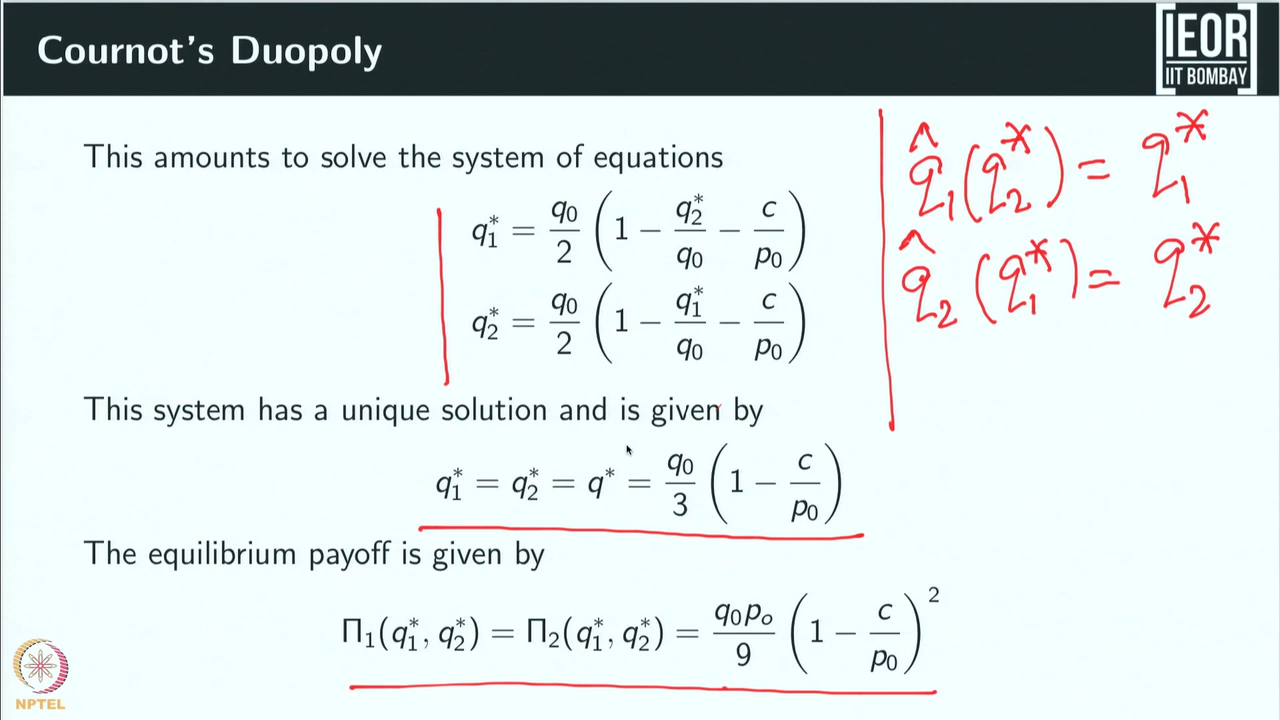 Cournot's Duopoly
IEOR
IIT BOMBAY
This amounts to solve the system of equations
q₁* = q₀/2 (1 − q₂*/q₀ − c/p₀)
q₂* = q₀/2 (1 − q₁*/q₀ − c/p₀)
q̂₁(q₂*) = q₁*
q̂₂(q₁*) = q₂*
This system has a unique solution and is given by
q₁* = q₂* = q* = q₀/3 (1 − c/p₀)
The equilibrium payoff is given by
Π₁(q₁*, q₂*) = Π₂(q₁*, q₂*) = q₀pₒ/9 (1 − c/p₀)²
NPTEL